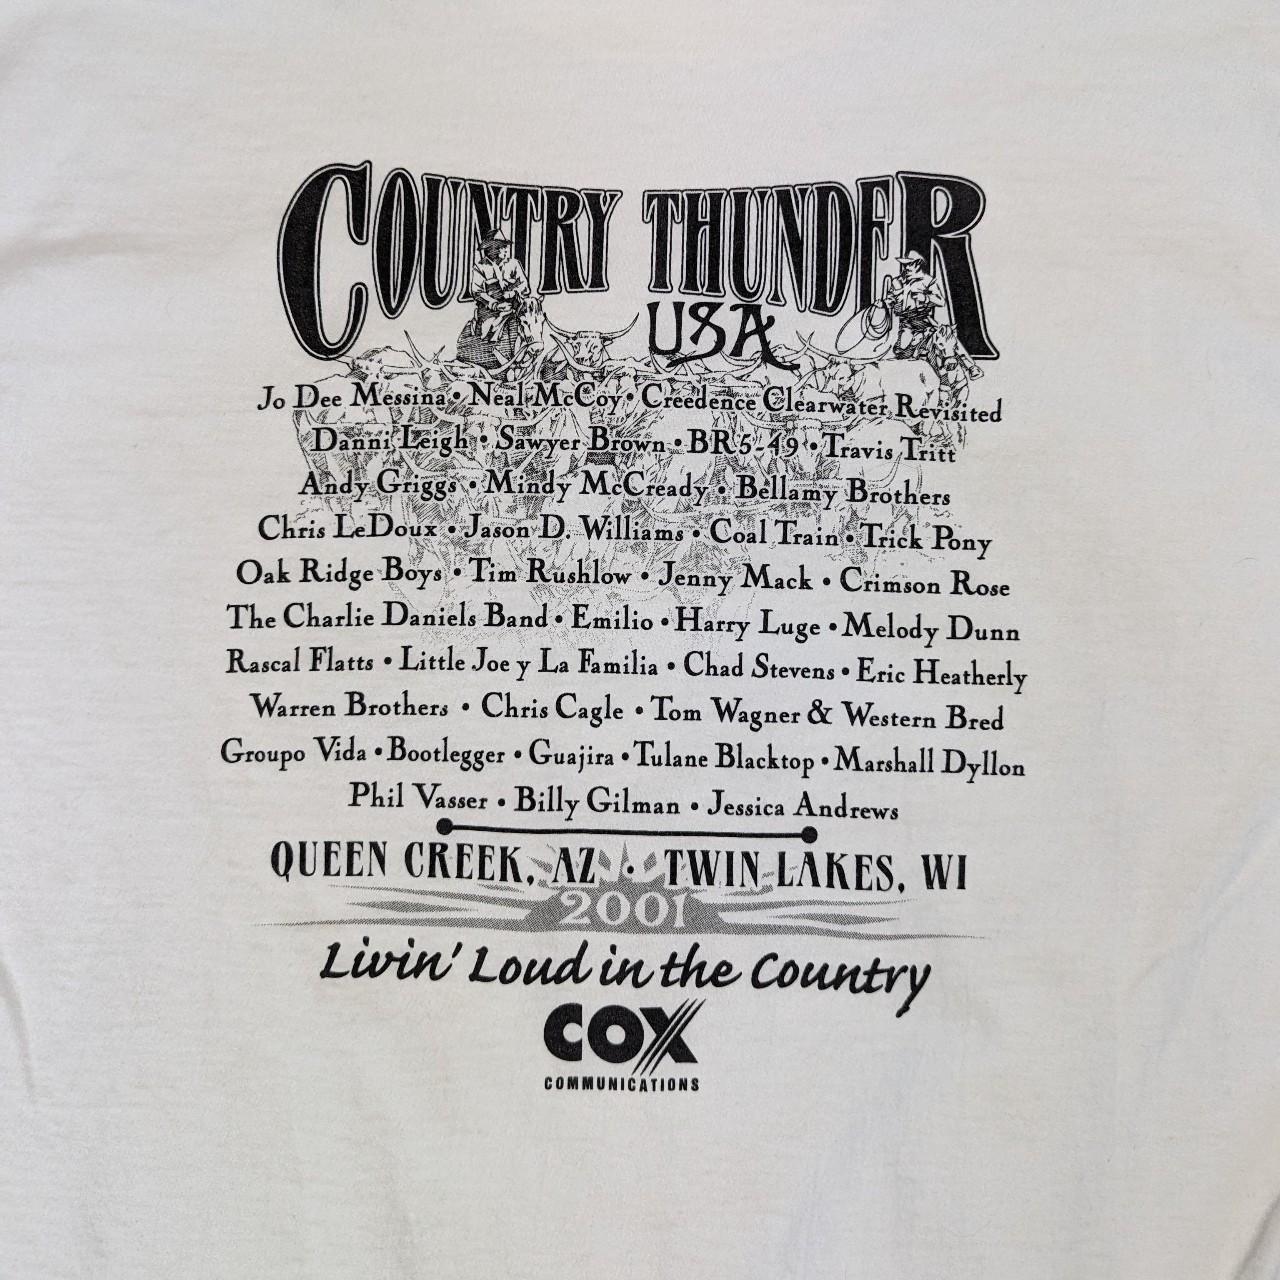 COUNTRY THUNDER
USA
Jo Dee Messina • Neal McCoy • Creedence Clearwater Revisited
Danni Leigh • Sawyer Brown • BR5-49 • Travis Tritt
Andy Griggs • Mindy McCready • Bellamy Brothers
Chris LeDoux • Jason D. Williams • Coal Train • Trick Pony
Oak Ridge Boys • Tim Rushlow • Jenny Mack • Crimson Rose
The Charlie Daniels Band • Emilio • Harry Luge • Melody Dunn
Rascal Flatts • Little Joe y La Familia • Chad Stevens • Eric Heatherly
Warren Brothers • Chris Cagle • Tom Wagner & Western Bred
Groupo Vida • Bootlegger • Guajira • Tulane Blacktop • Marshall Dyllon
Phil Vasser • Billy Gilman • Jessica Andrews
QUEEN CREEK, AZ • TWIN LAKES, WI
2001
Livin' Loud in the Country
COX
COMMUNICATIONS